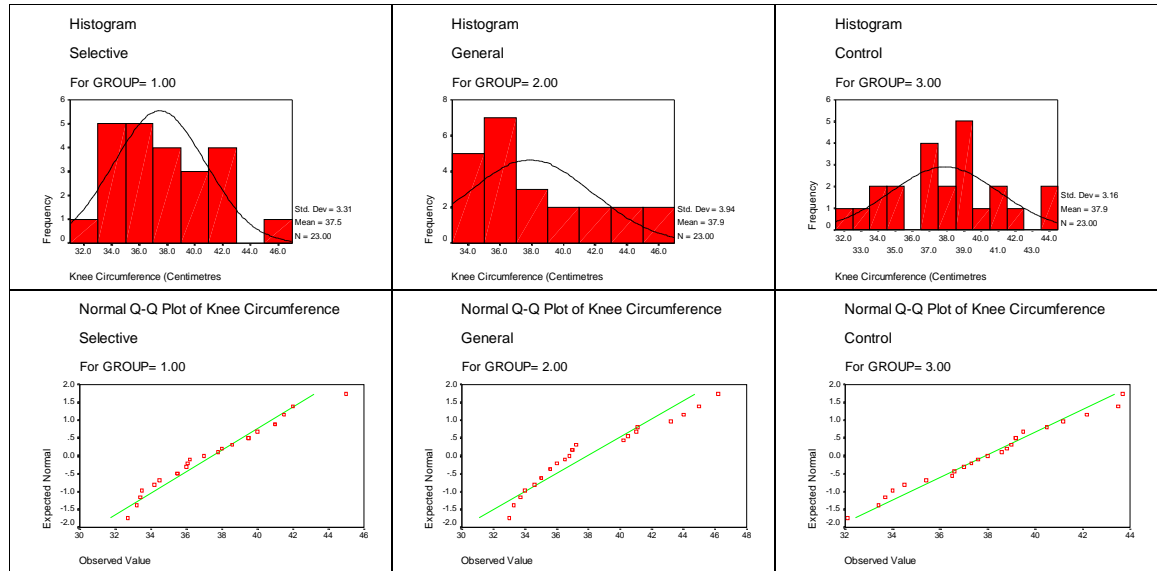 Histogram
Selective
For GROUP= 1.00
6
5
4
3
2
1
0
Frequency
32.0 34.0 36.0 38.0 40.0 42.0 44.0 46.0
Std. Dev = 3.31
Mean = 37.5
N = 23.00
Knee Circumference (Centimetres
Histogram
General
For GROUP= 2.00
8
6
4
2
0
Frequency
34.0 36.0 38.0 40.0 42.0 44.0 46.0
Std. Dev = 3.94
Mean = 37.9
N = 23.00
Knee Circumference (Centimetres
Histogram
Control
For GROUP= 3.00
6
5
4
3
2
1
0
Frequency
32.0 34.0 36.0 38.0 40.0 42.0 44.0
33.0 35.0 37.0 39.0 41.0 43.0
Std. Dev = 3.16
Mean = 37.9
N = 23.00
Knee Circumference (Centimetres
Normal Q-Q Plot of Knee Circumference
Selective
For GROUP= 1.00
2.0
1.5
1.0
.5
0.0
-.5
-1.0
-1.5
-2.0
Expected Normal
30 32 34 36 38 40 42 44 46
Observed Value
Normal Q-Q Plot of Knee Circumference
General
For GROUP= 2.00
2.0
1.5
1.0
.5
0.0
-.5
-1.0
-1.5
-2.0
Expected Normal
30 32 34 36 38 40 42 44 46 48
Observed Value
Normal Q-Q Plot of Knee Circumference
Control
For GROUP= 3.00
2.0
1.5
1.0
.5
0.0
-.5
-1.0
-1.5
-2.0
Expected Normal
32 34 36 38 40 42 44
Observed Value